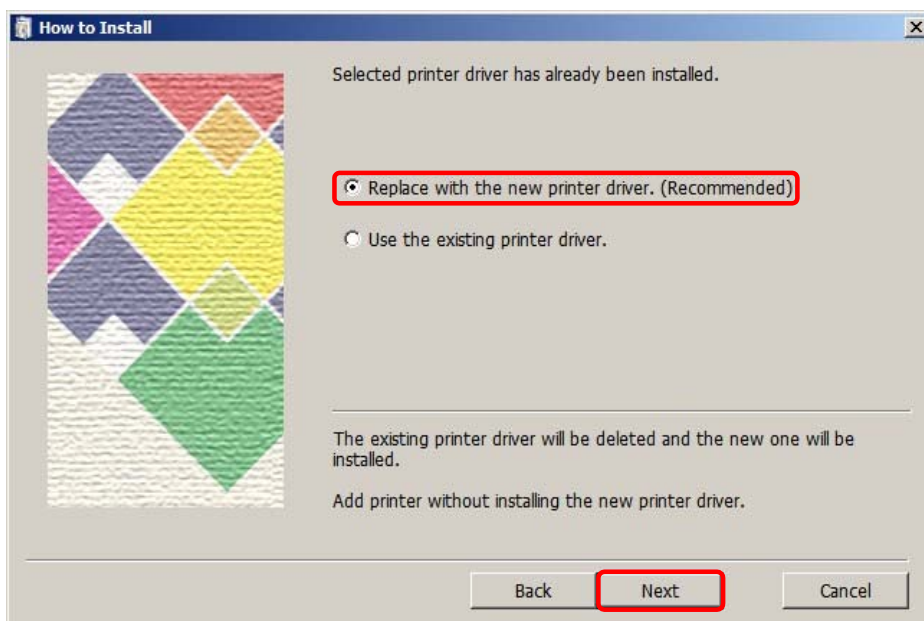 How to Install
Selected printer driver has already been installed.
Replace with the new printer driver. (Recommended)
Use the existing printer driver.
The existing printer driver will be deleted and the new one will be
installed.
Add printer without installing the new printer driver.
Back Next Cancel